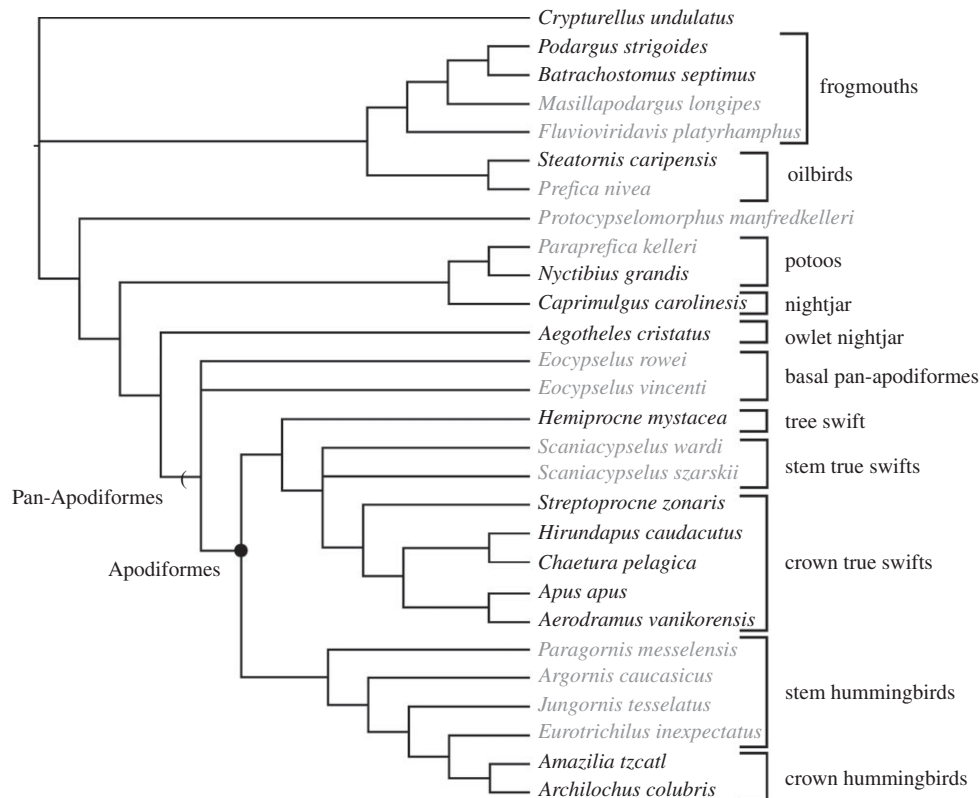 Crypturellus undulatus
Podargus strigoides
Batrachostomus septimus
Masillapodargus longipes
Fluvioviridavis platyrhamphus
frogmouths
Steatornis caripensis
Prefica nivea
oilbirds
Protocypselomorphus manfredkelleri
Paraprefica kelleri
Nyctibius grandis
potoos
Caprimulgus carolinesis
nightjar
Aegotheles cristatus
owlet nightjar
Eocypselus rowei
Eocypselus vincenti
basal pan-apodiformes
Hemiprocne mystacea
tree swift
Scaniacypselus wardi
Scaniacypselus szarskii
stem true swifts
Pan-Apodiformes
Streptoprocne zonaris
Hirundapus caudacutus
Chaetura pelagica
Apus apus
Aerodramus vanikorensis
crown true swifts
Apodiformes
Paragornis messelensis
Argornis caucasicus
Jungornis tesselatus
Eurotrichilus inexpectatus
stem hummingbirds
Amazilia tzcatl
Archilochus colubris
crown hummingbirds